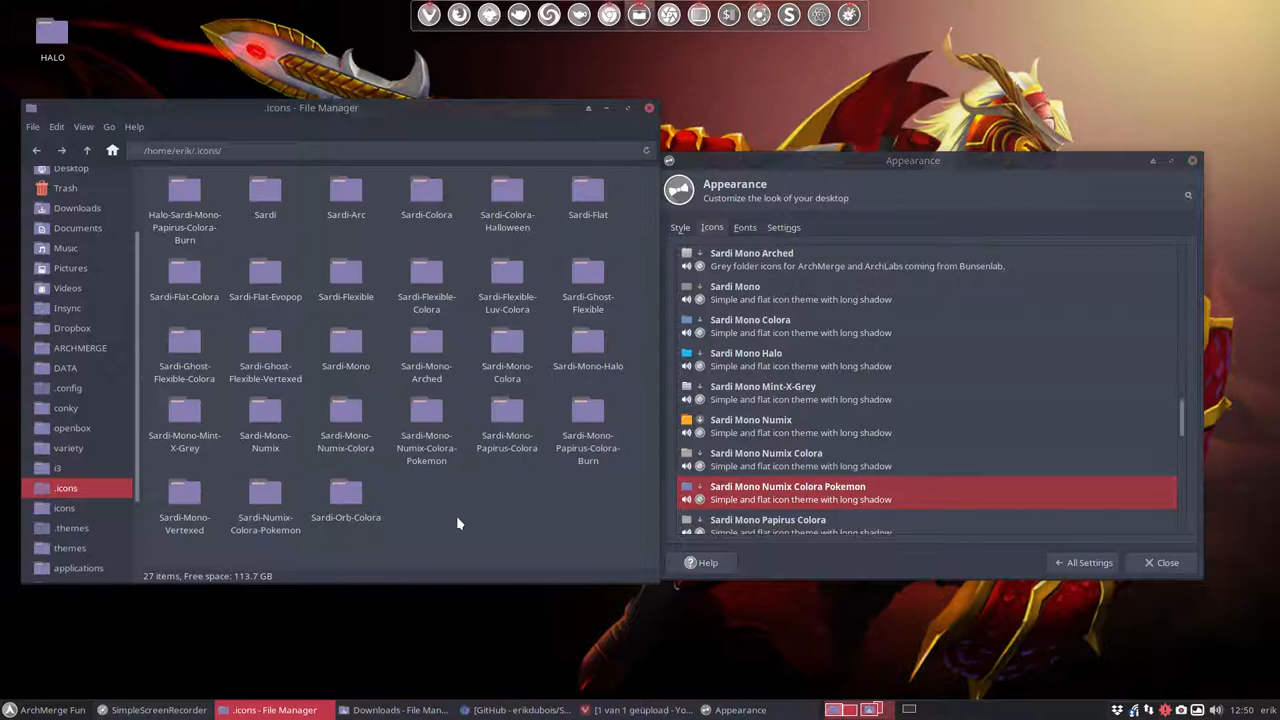 HALO
.icons - File Manager
File Edit View Go Help
/home/erik/.icons/
Desktop
Trash
Downloads
Documents
Music
Pictures
Videos
Insync
Dropbox
ARCHMERGE
DATA
.config
conky
openbox
variety
i3
.icons
icons
.themes
themes
applications
Halo-Sardi-Mono-
Papirus-Colora-
Burn
Sardi
Sardi-Arc
Sardi-Colora
Sardi-Colora-
Halloween
Sardi-Flat
Sardi-Flat-Colora
Sardi-Flat-Evopop
Sardi-Flexible
Sardi-Flexible-
Colora
Sardi-Flexible-
Luv-Colora
Sardi-Ghost-
Flexible
Sardi-Ghost-
Flexible-Colora
Sardi-Ghost-
Flexible-Vertexed
Sardi-Mono
Sardi-Mono-
Arched
Sardi-Mono-
Colora
Sardi-Mono-Halo
Sardi-Mono-Mint-
X-Grey
Sardi-Mono-
Numix
Sardi-Mono-
Numix-Colora
Sardi-Mono-
Numix-Colora-
Pokemon
Sardi-Mono-
Papirus-Colora
Sardi-Mono-
Papirus-Colora-
Burn
Sardi-Mono-
Vertexed
Sardi-Numix-
Colora-Pokemon
Sardi-Orb-Colora
27 items, Free space: 113.7 GB
Appearance
Appearance
Customize the look of your desktop
Style Icons Fonts Settings
Sardi Mono Arched
Grey folder icons for ArchMerge and ArchLabs coming from Bunsenlab.
Sardi Mono
Simple and flat icon theme with long shadow
Sardi Mono Colora
Simple and flat icon theme with long shadow
Sardi Mono Halo
Simple and flat icon theme with long shadow
Sardi Mono Mint-X-Grey
Simple and flat icon theme with long shadow
Sardi Mono Numix
Simple and flat icon theme with long shadow
Sardi Mono Numix Colora
Simple and flat icon theme with long shadow
Sardi Mono Numix Colora Pokemon
Simple and flat icon theme with long shadow
Sardi Mono Papirus Colora
Simple and flat icon theme with long shadow
Help
All Settings
Close
ArchMerge Fun
SimpleScreenRecorder
.icons - File Manager
Downloads - File Man...
[GitHub - erikdubois/S...
[1 van 1 geüpload - Yo...
Appearance
12:50 erik